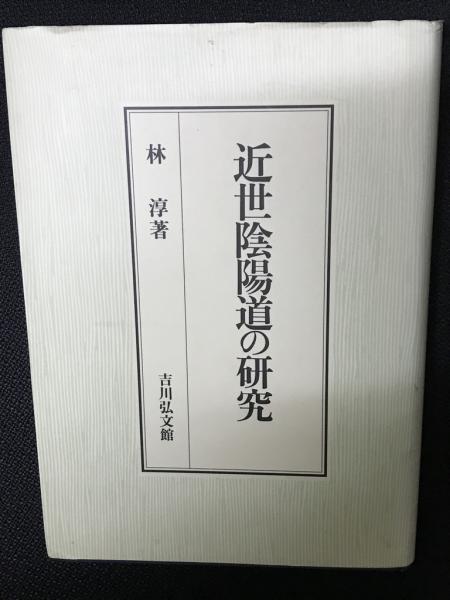 近世陰陽道の研究
林 淳著
吉川弘文館